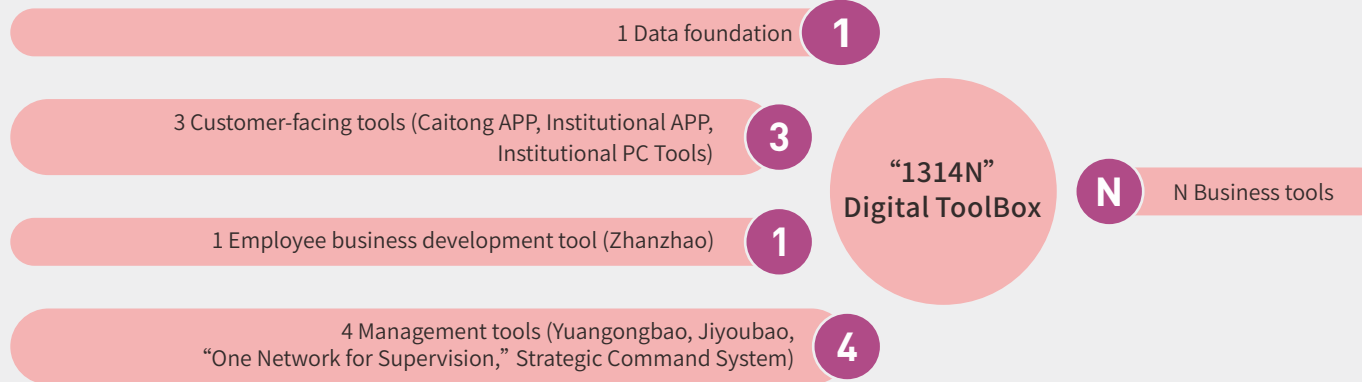 1 Data foundation
1
3 Customer-facing tools (Caitong APP, Institutional APP,
Institutional PC Tools)
3
1 Employee business development tool (Zhanzhao)
1
4 Management tools (Yuangongbao, Jiyoubao,
“One Network for Supervision,” Strategic Command System)
4
“1314N”
Digital ToolBox
N
N Business tools